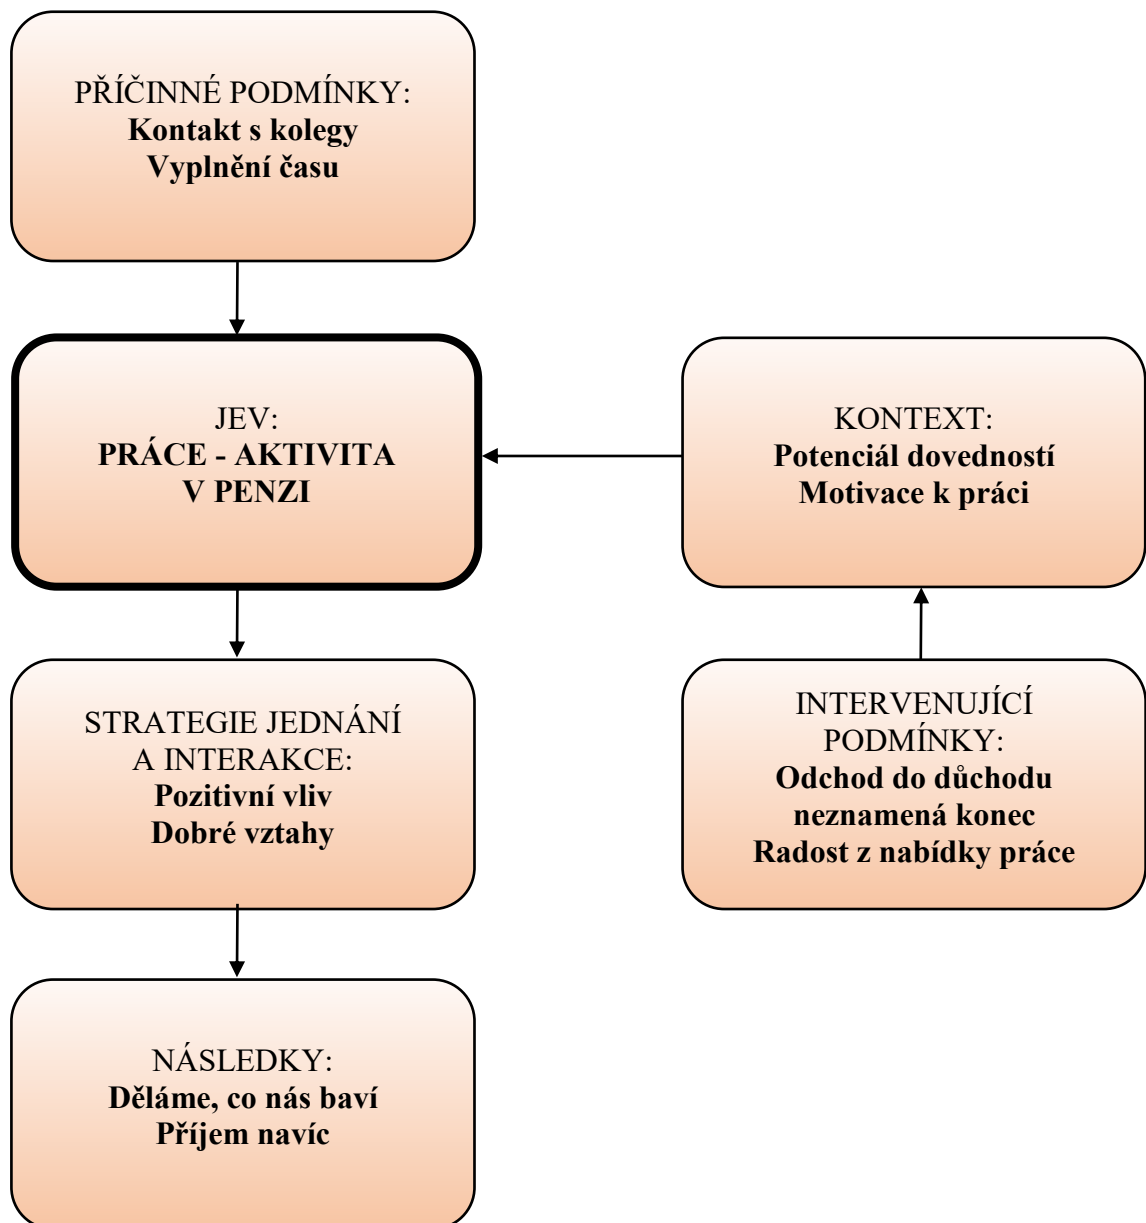 PŘÍČINNÉ PODMÍNKY:
Kontakt s kolegy
Vyplnění času
JEV:
PRÁCE - AKTIVITA
V PENZI
KONTEXT:
Potenciál dovedností
Motivace k práci
STRATEGIE JEDNÁNÍ
A INTERAKCE:
Pozitivní vliv
Dobré vztahy
INTERVENUJÍCÍ
PODMÍNKY:
Odchod do důchodu
neznamená konec
Radost z nabídky práce
NÁSLEDKY:
Děláme, co nás baví
Příjem navíc